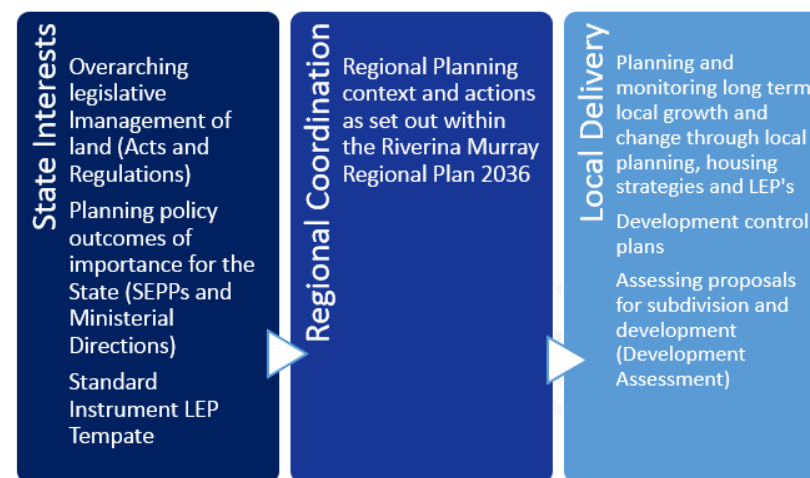 State Interests
Overarching
legislative
lmanagement of
land (Acts and
Regulations)
Planning policy
outcomes of
importance for the
State (SEPPs and
Ministerial
Directions)
Standard
Instrument LEP
Tempate
Regional Coordination
Regional Planning
context and actions
as set out within
the Riverina Murray
Regional Plan 2036
Local Delivery
Planning and
monitoring long term
local growth and
change through local
planning, housing
strategies and LEP's
Development control
plans
Assessing proposals
for subdivision and
development
(Development
Assessment)